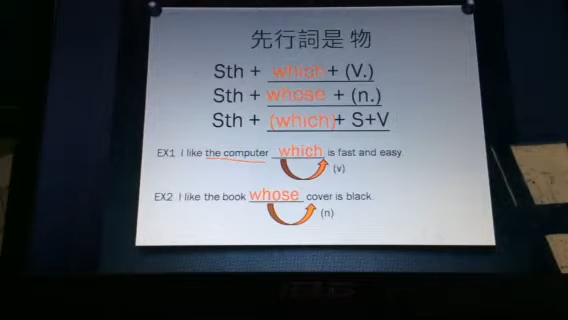 先行詞是 物
Sth + which + (V.)
Sth + whose + (n.)
Sth + (which)+ S+V
EX1 I like the computer which is fast and easy.
(v)
EX2 I like the book whose cover is black.
(n)